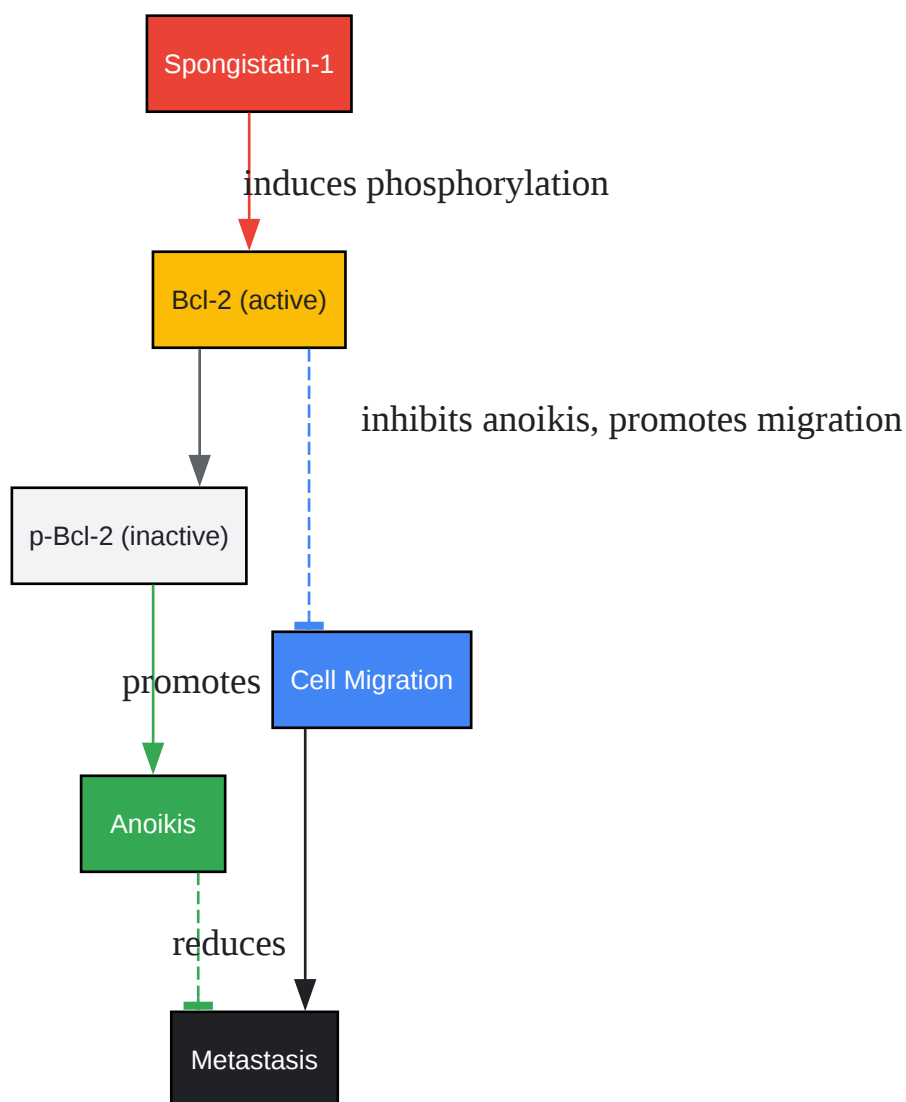 Spongistatin-1
induces phosphorylation
Bcl-2 (active)
inhibits anoikis, promotes migration
p-Bcl-2 (inactive)
promotes
Cell Migration
Anoikis
reduces
Metastasis